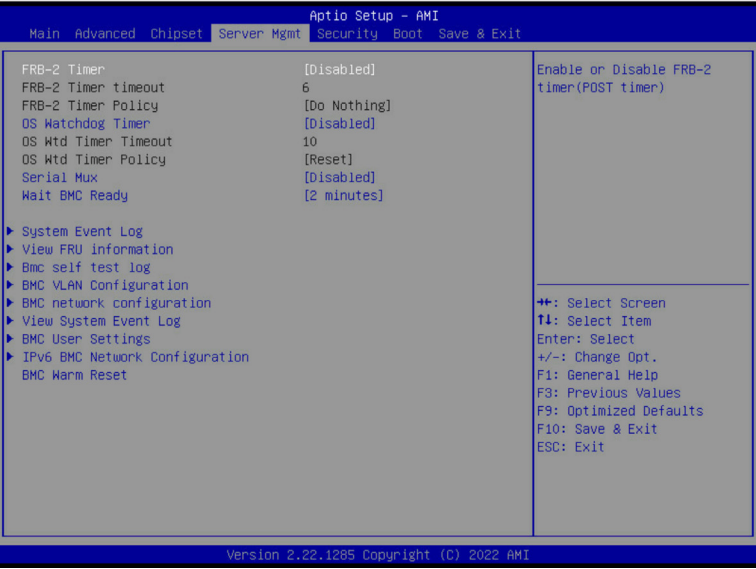 Aptio Setup – AMI
Main Advanced Chipset Server Mgmt Security Boot Save & Exit
FRB-2 Timer [Disabled]
FRB-2 Timer timeout 6
FRB-2 Timer Policy [Do Nothing]
OS Watchdog Timer [Disabled]
OS Wtd Timer Timeout 10
OS Wtd Timer Policy [Reset]
Serial Mux [Disabled]
Wait BMC Ready [2 minutes]
System Event Log
View FRU information
Bmc self test log
BMC VLAN Configuration
BMC network configuration
View System Event Log
BMC User Settings
IPv6 BMC Network Configuration
BMC Warm Reset
Enable or Disable FRB-2
timer(POST timer)
→←: Select Screen
↑↓: Select Item
Enter: Select
+/-: Change Opt.
F1: General Help
F3: Previous Values
F9: Optimized Defaults
F10: Save & Exit
ESC: Exit
Version 2.22.1285 Copyright (C) 2022 AMI